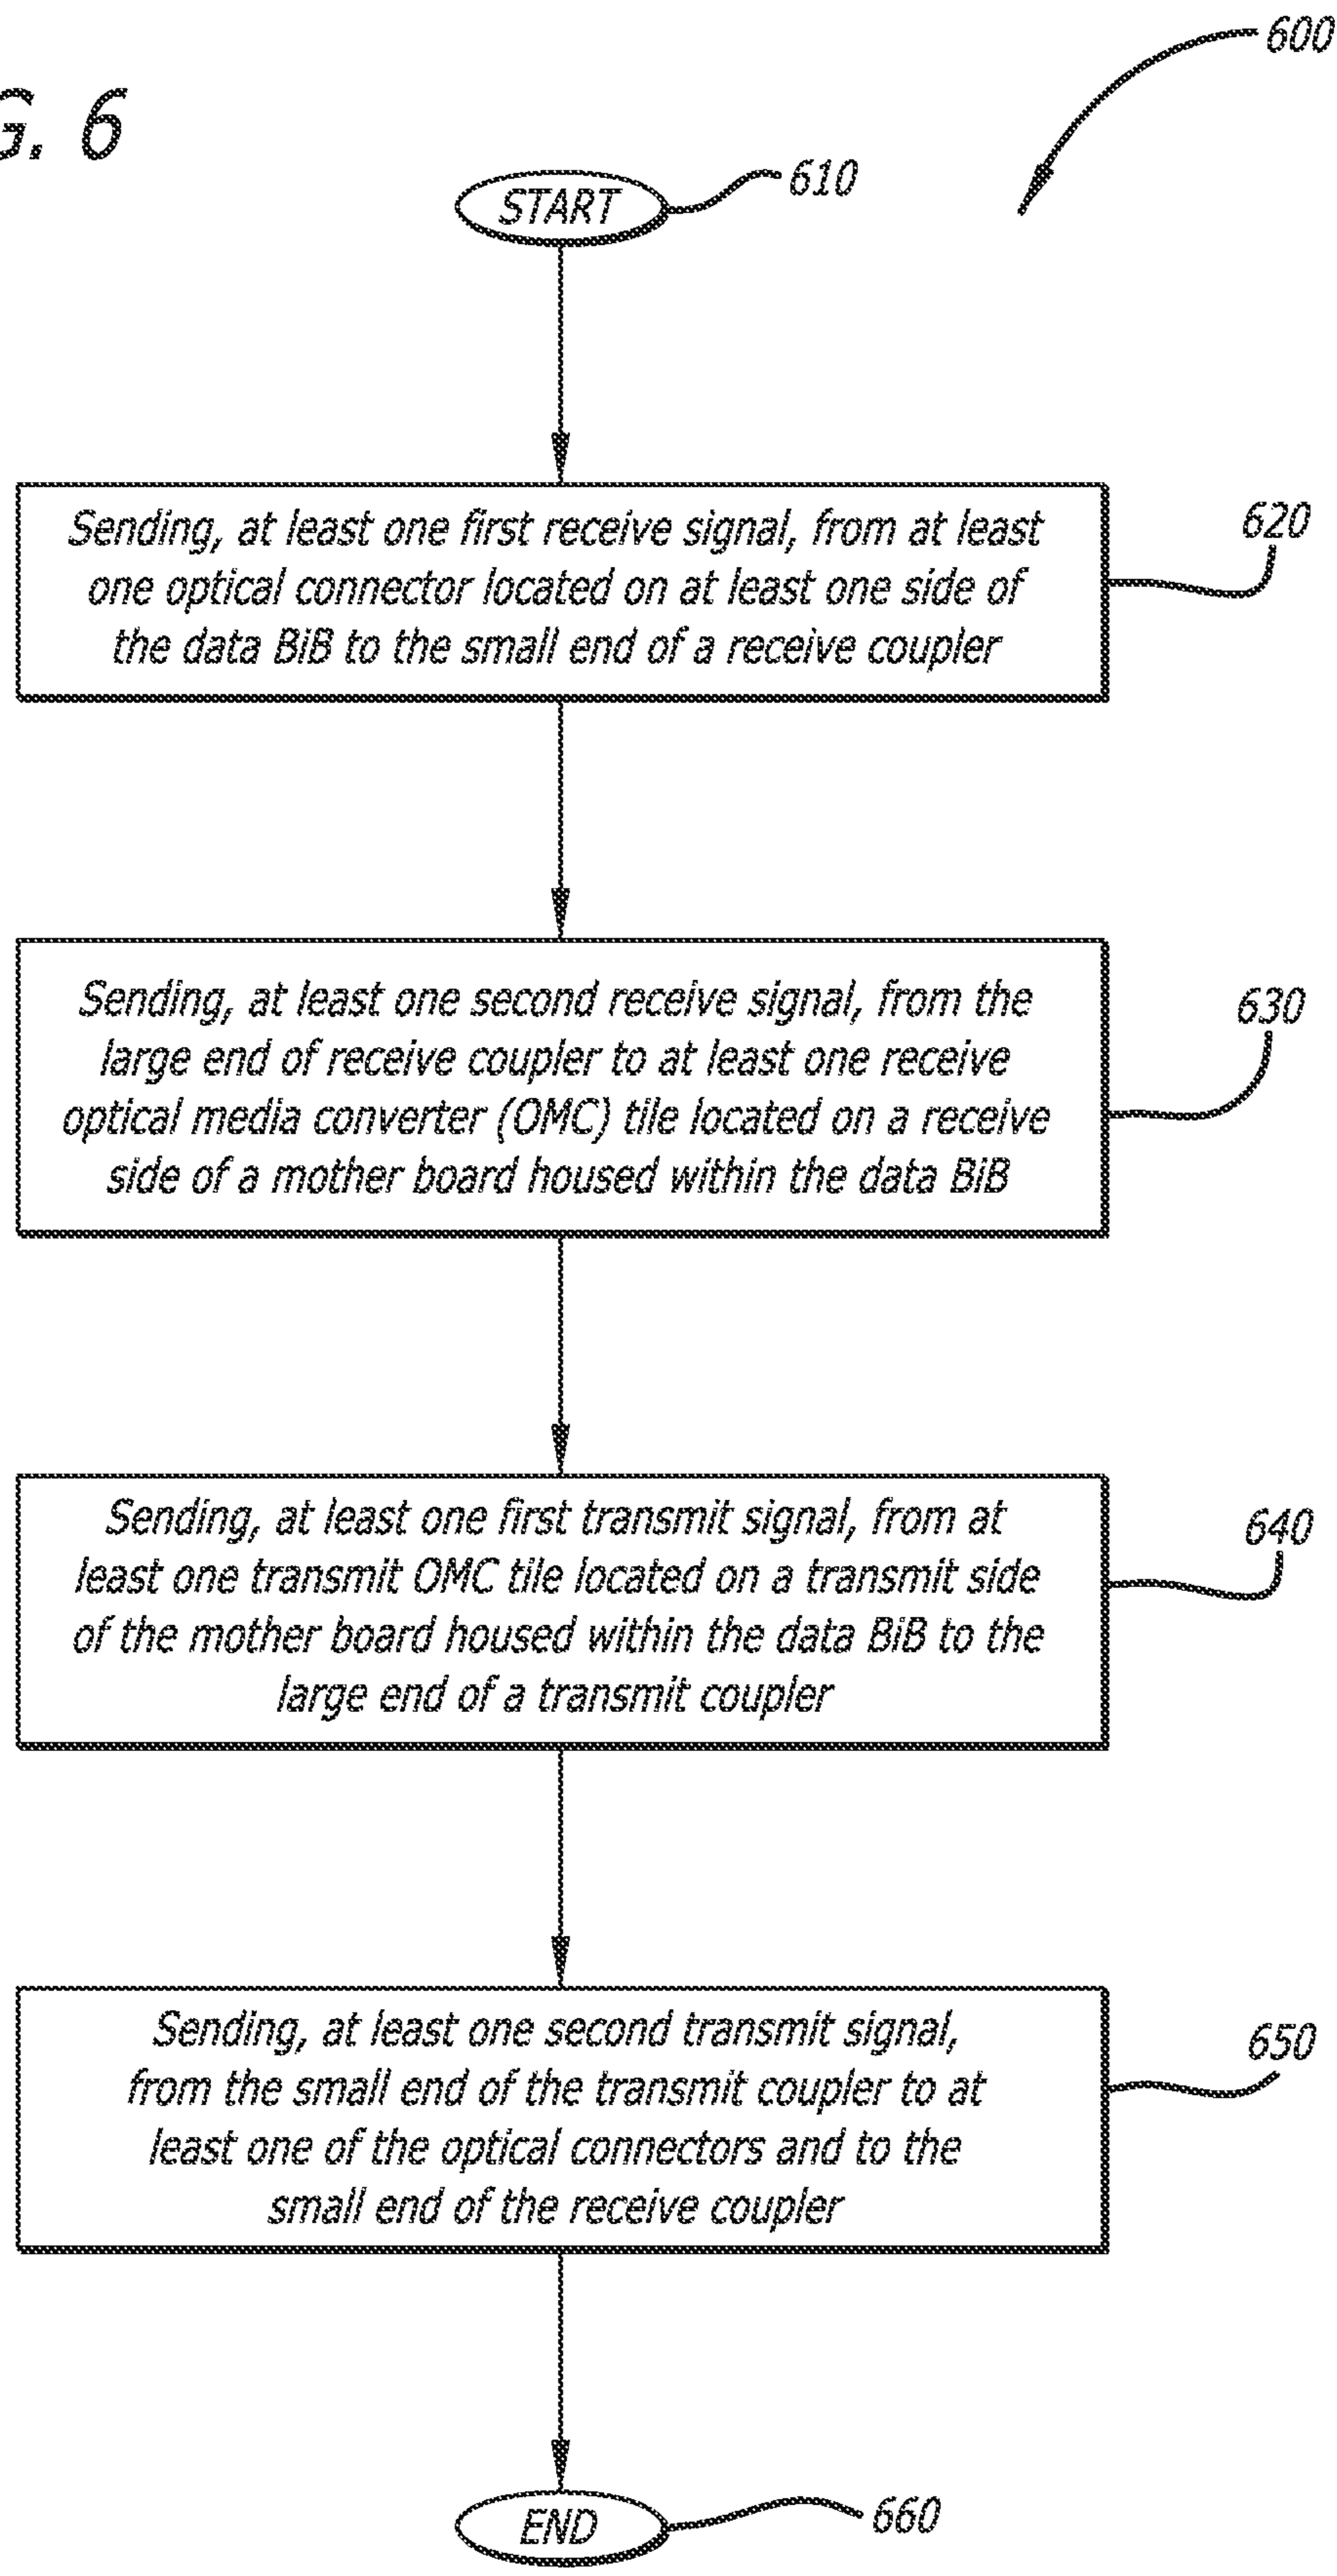 G. 6
600
START
610
Sending, at least one first receive signal, from at least
one optical connector located on at least one side of
the data BiB to the small end of a receive coupler
620
Sending, at least one second receive signal, from the
large end of receive coupler to at least one receive
optical media converter (OMC) tile located on a receive
side of a mother board housed within the data BiB
630
Sending, at least one first transmit signal, from at
least one transmit OMC tile located on a transmit side
of the mother board housed within the data BiB to the
large end of a transmit coupler
640
Sending, at least one second transmit signal,
from the small end of the transmit coupler to at
least one of the optical connectors and to the
small end of the receive coupler
650
END
660